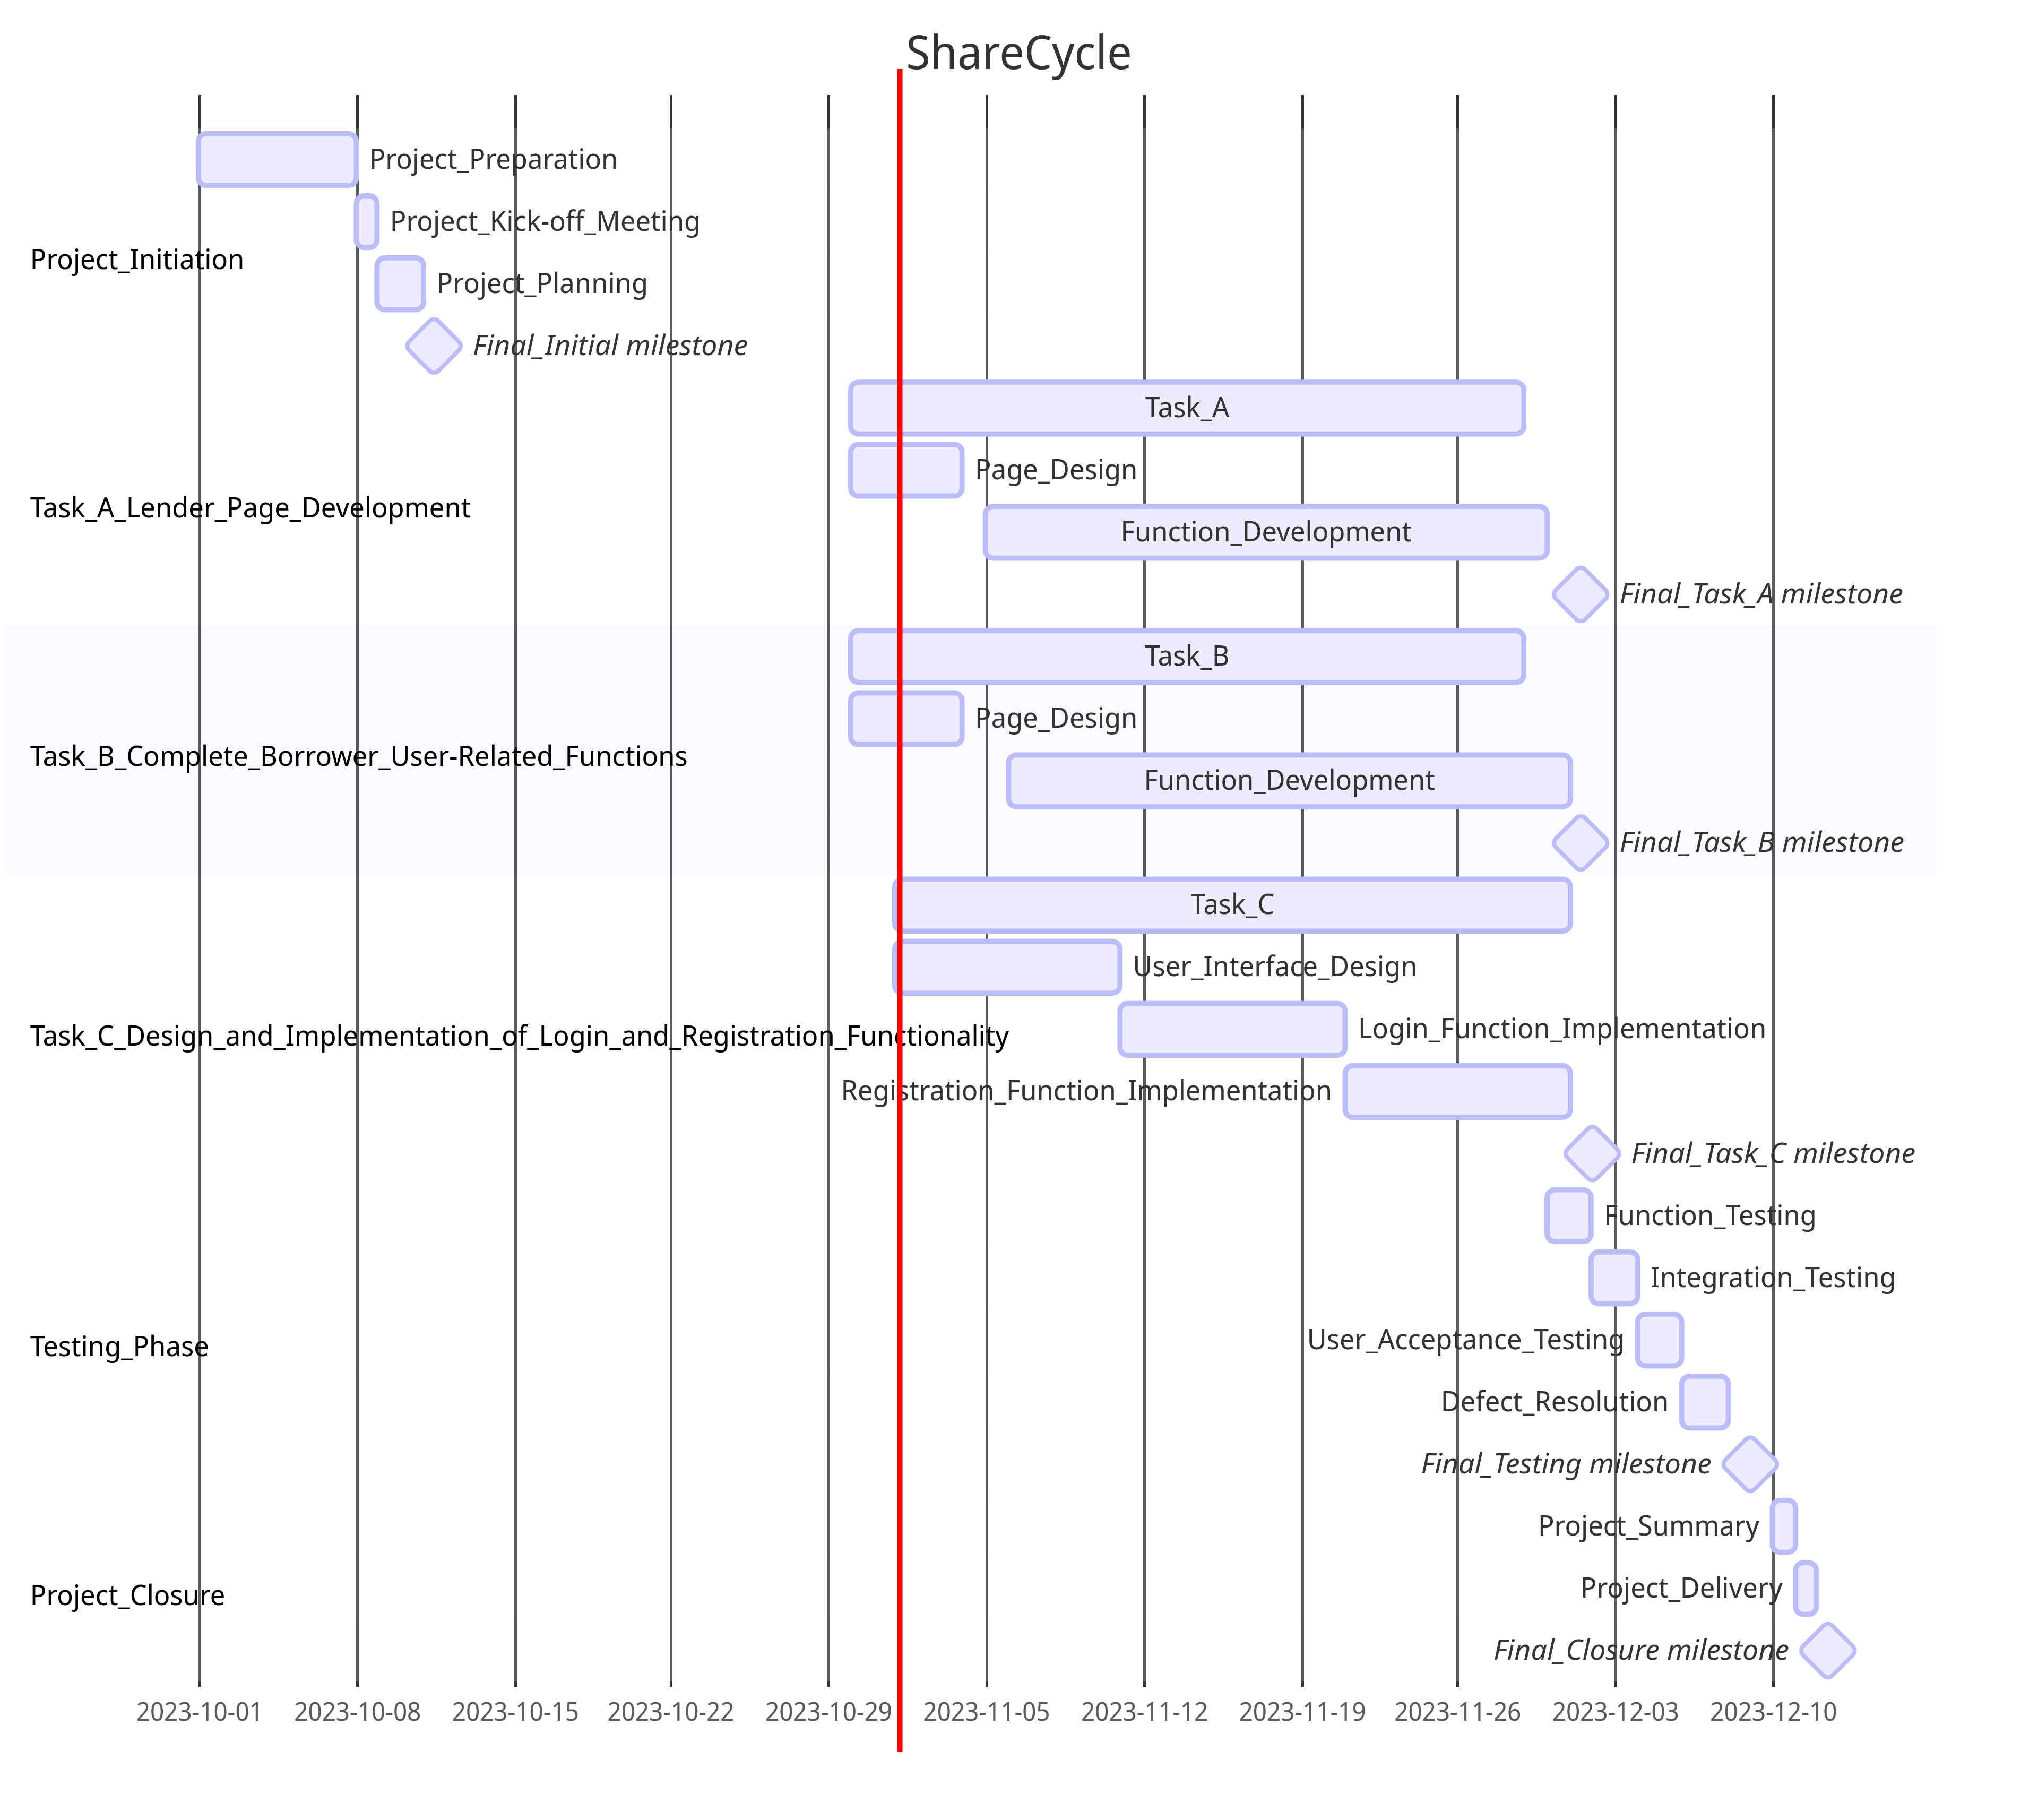 ShareCycle
Project_Preparation
Project_Kick-off_Meeting
Project_Initiation
Project_Planning
Final_Initial milestone
Task_A
Page_Design
Task_A_Lender_Page_Development
Function_Development
Final_Task_A milestone
Task_B
Page_Design
Task_B_Complete_Borrower_User-Related_Functions
Function_Development
Final_Task_B milestone
Task_C
User_Interface_Design
Login_Function_Implementation
Task_C_Design_and_Implementation_of_Login_and_Registration_Functionality
Registration_Function_Implementation
Final_Task_C milestone
Function_Testing
Integration_Testing
User_Acceptance_Testing
Testing_Phase
Defect_Resolution
Final_Testing milestone
Project_Summary
Project_Delivery
Project_Closure
Final_Closure milestone
2023-10-01 2023-10-08 2023-10-15 2023-10-22 2023-10-29 2023-11-05 2023-11-12 2023-11-19 2023-11-26 2023-12-03 2023-12-10